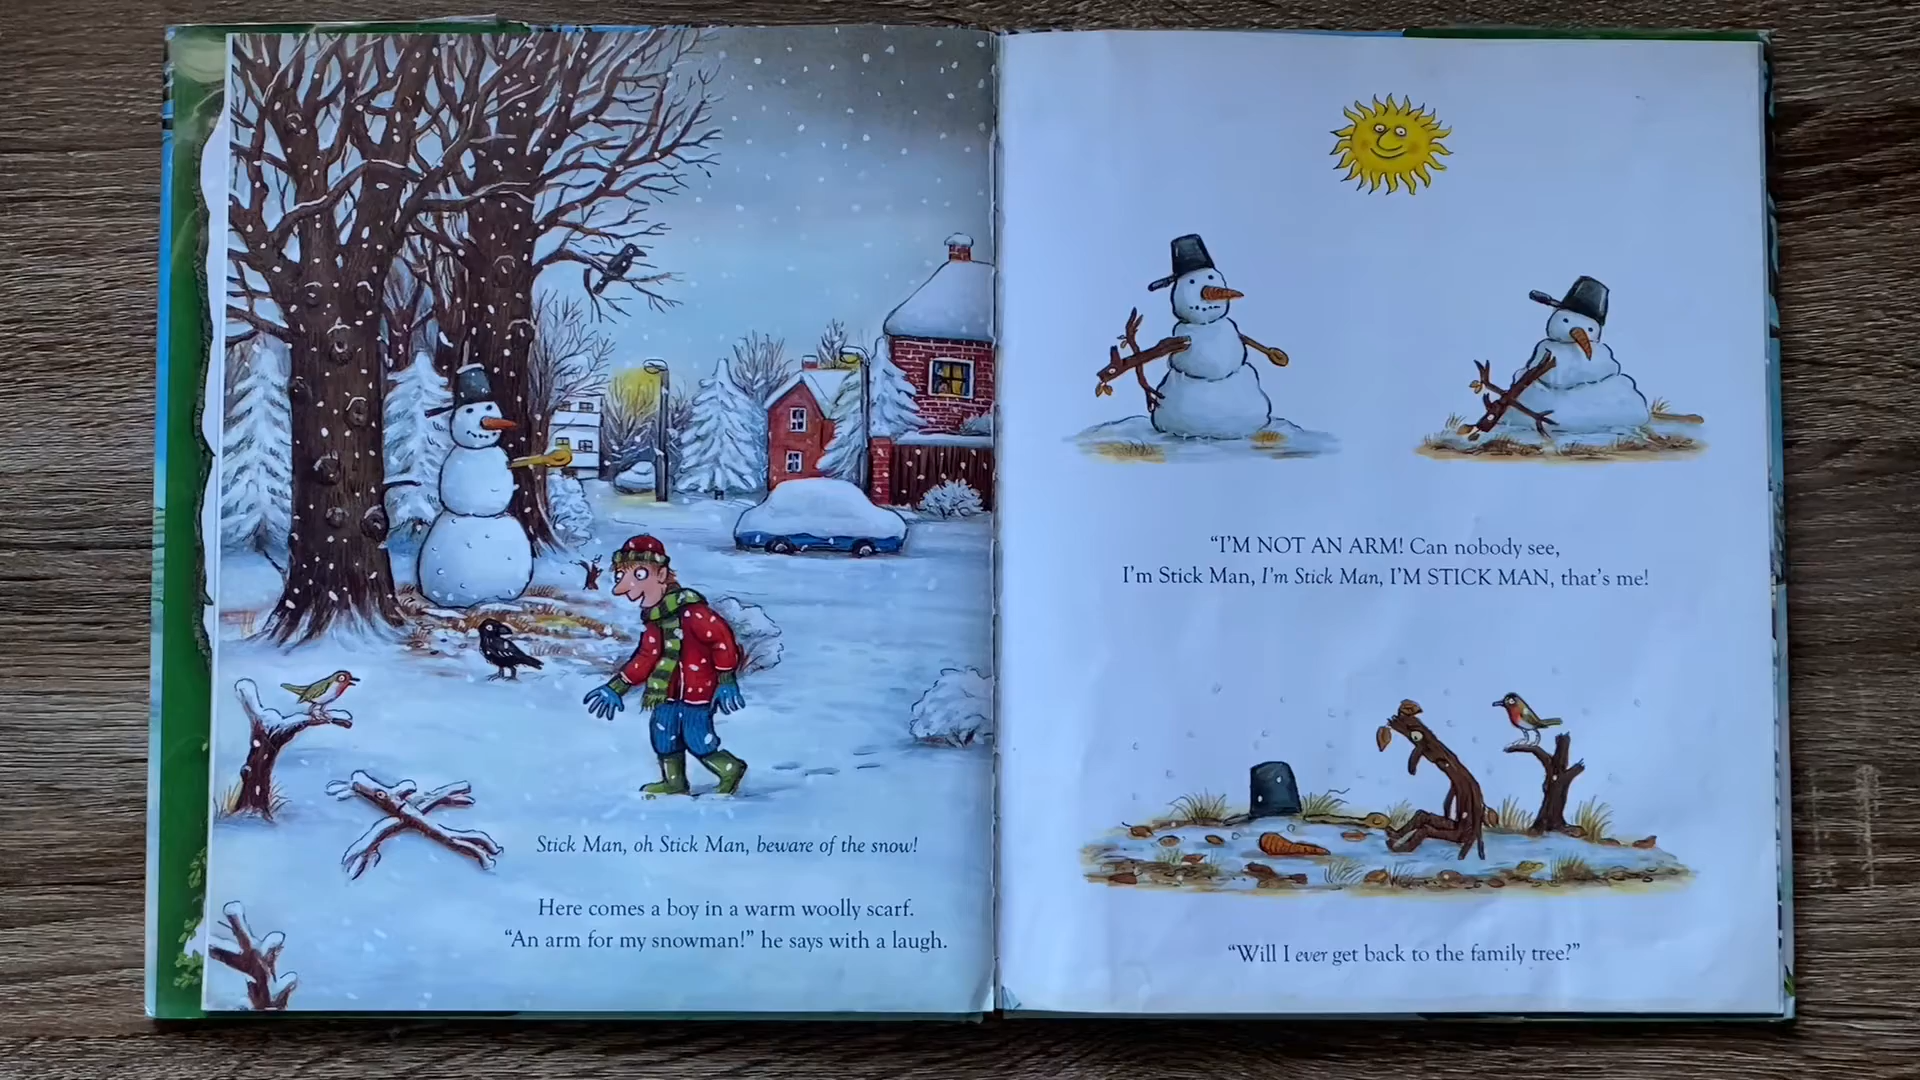 Stick Man, oh Stick Man, beware of the snow!
Here comes a boy in a warm woolly scarf.
“An arm for my snowman!” he says with a laugh.
“I’M NOT AN ARM! Can nobody see,
I’m Stick Man, I’m Stick Man, I’M STICK MAN, that’s me!
“Will I ever get back to the family tree?”